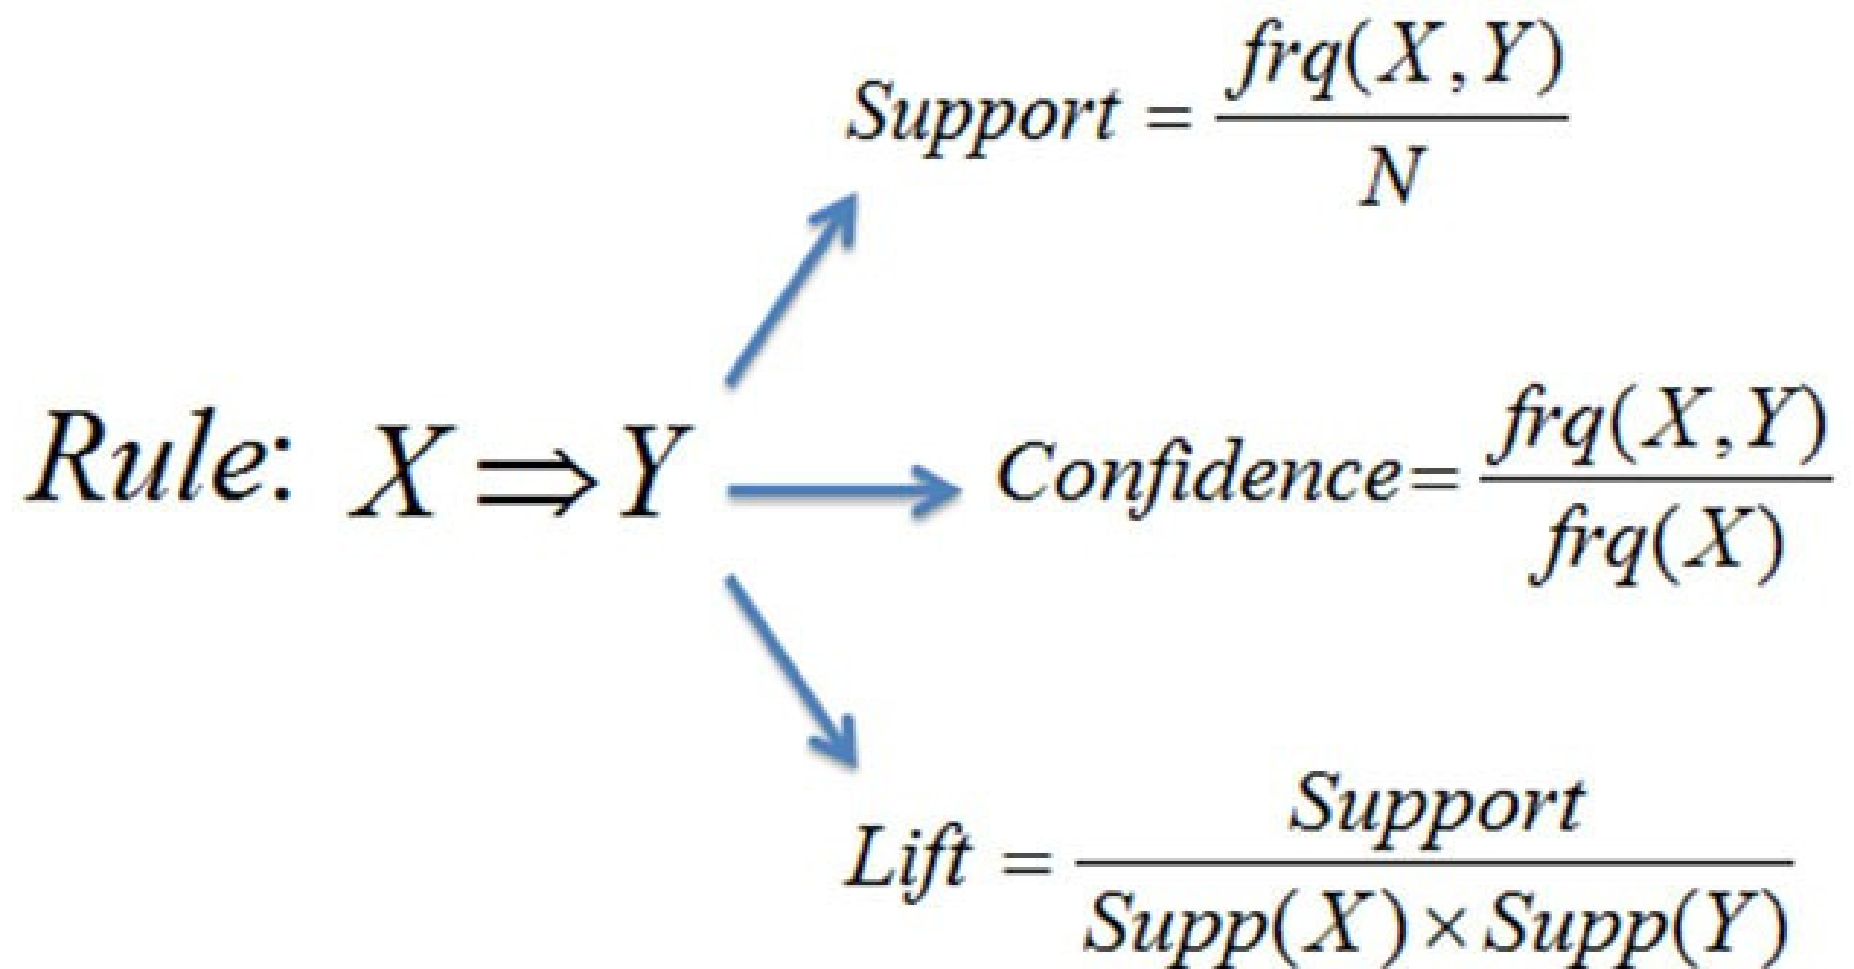 Support = frq(X,Y) / N
Rule: X ⇒ Y
Confidence= frq(X,Y) / frq(X)
Lift = Support / Supp(X)×Supp(Y)